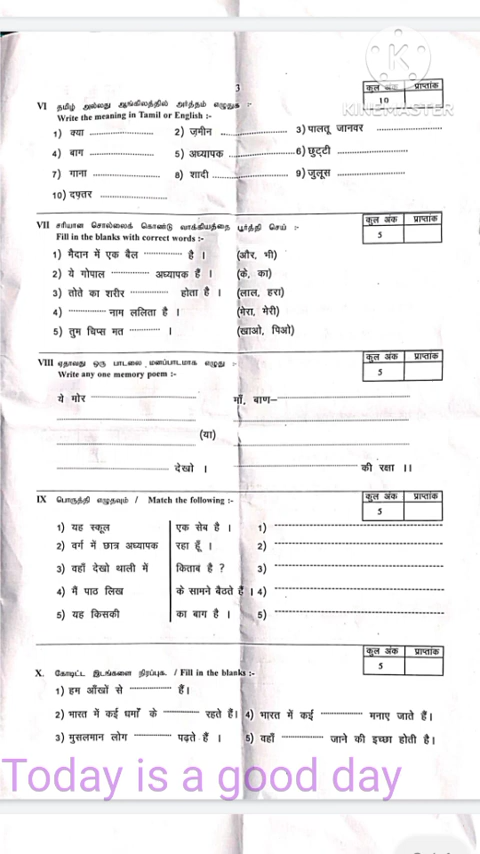 3
कुल अंक प्राप्तांक
10
KINEMASTER
VI தமிழ் அல்லது ஆங்கிலத்தில் அர்த்தம் எழுதுக :-
Write the meaning in Tamil or English :-
1) क्या .................... 2) ज़मीन .................... 3) पालतू जानवर ....................
4) बाग .................... 5) अध्यापक .................... 6) छुट्टी ....................
7) गाना .................... 8) शादी .................... 9) जुलूस ....................
10) दफ़्तर ....................
कुल अंक प्राप्तांक
5
VII சரியான சொல்லைக் கொண்டு வாக்கியத்தை பூர்த்தி செய் :-
Fill in the blanks with correct words :-
1) मैदान में एक बैल ............ है । (और, भी)
2) ये गोपाल ............ अध्यापक हैं । (के, का)
3) तोते का शरीर ............ होता है । (लाल, हरा)
4) ............ नाम ललिता है । (मेरा, मेरी)
5) तुम चिप्स मत ............ । (खाओ, पिओ)
कुल अंक प्राप्तांक
5
VIII ஏதாவது ஒரு பாடலை மனப்பாடமாக எழுது :-
Write any one memory poem :-
ये मोर .................... माँ, बाण– ....................
(या)
.................... देखो । .................... की रक्षा ।।
कुल अंक प्राप्तांक
5
IX பொருத்தி எழுதவும் / Match the following :-
1) यह स्कूल एक सेब है । 1) ....................
2) वर्ग में छात्र अध्यापक रहा हूँ । 2) ....................
3) वहाँ देखो थाली में किताब है ? 3) ....................
4) मैं पाठ लिख के सामने बैठते हैं । 4) ....................
5) यह किसकी का बाग है । 5) ....................
कुल अंक प्राप्तांक
5
X. கோடிட்ட இடங்களை நிரப்புக. / Fill in the blanks :-
1) हम आँखों से ............ हैं।
2) भारत में कई धर्मों के ............ रहते हैं। 4) भारत में कई ............ मनाए जाते हैं।
3) मुसलमान लोग ............ पढ़ते हैं । 5) वहाँ ............ जाने की इच्छा होती है।
Today is a good day